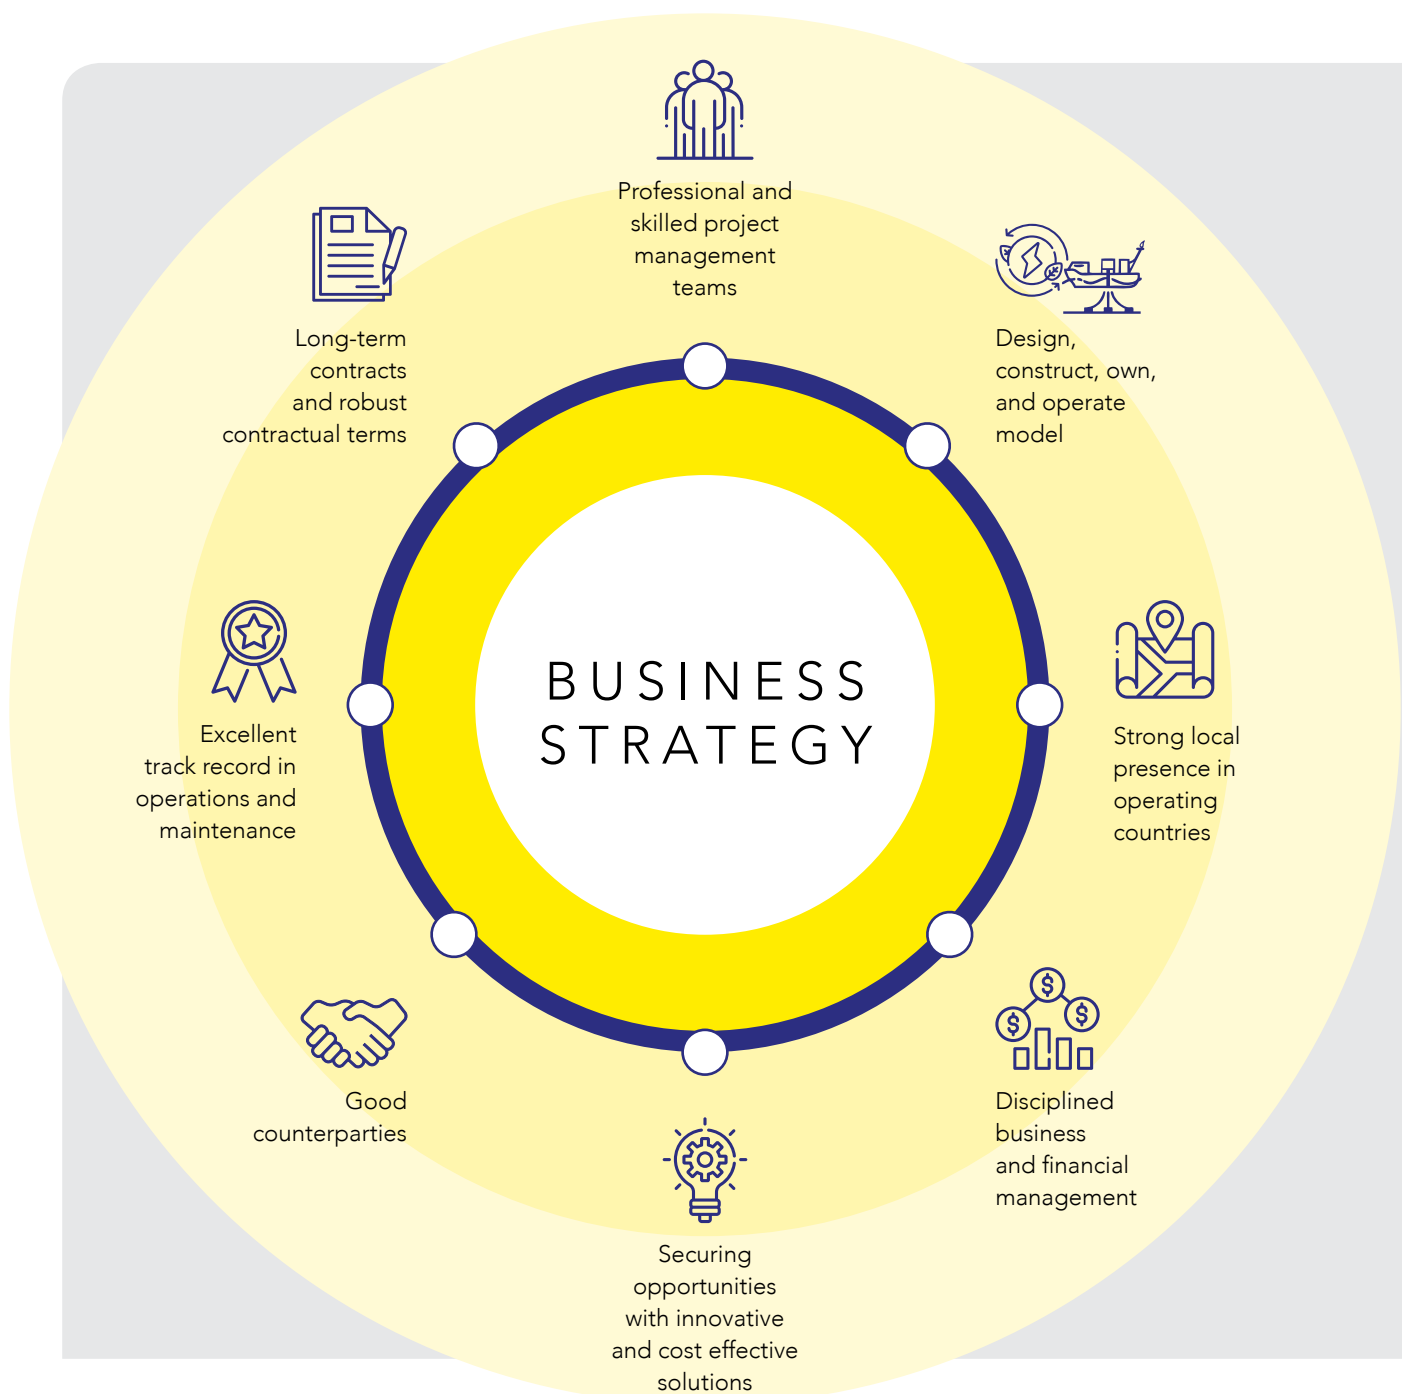 Professional and
skilled project
management
teams
Design,
construct, own,
and operate
model
Strong local
presence in
operating
countries
Disciplined
business
and financial
management
Securing
opportunities
with innovative
and cost effective
solutions
Good
counterparties
Excellent
track record in
operations and
maintenance
Long-term
contracts
and robust
contractual terms
BUSINESS
STRATEGY